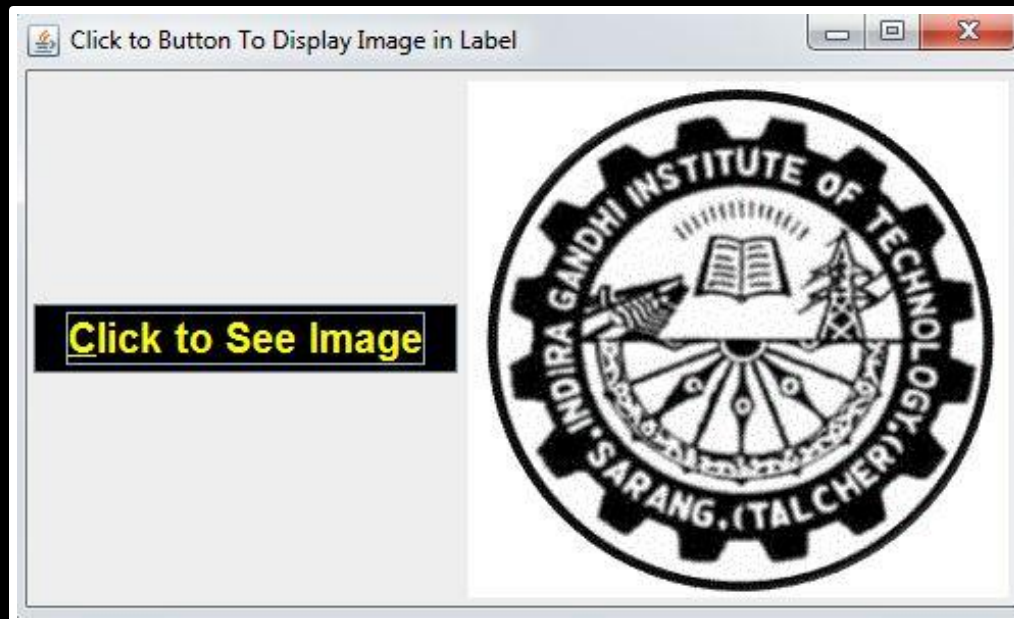 Click to Button To Display Image in Label
Click to See Image
INDIRA GANDHI INSTITUTE OF TECHNOLOGY,
SARANG,(TALCHER).